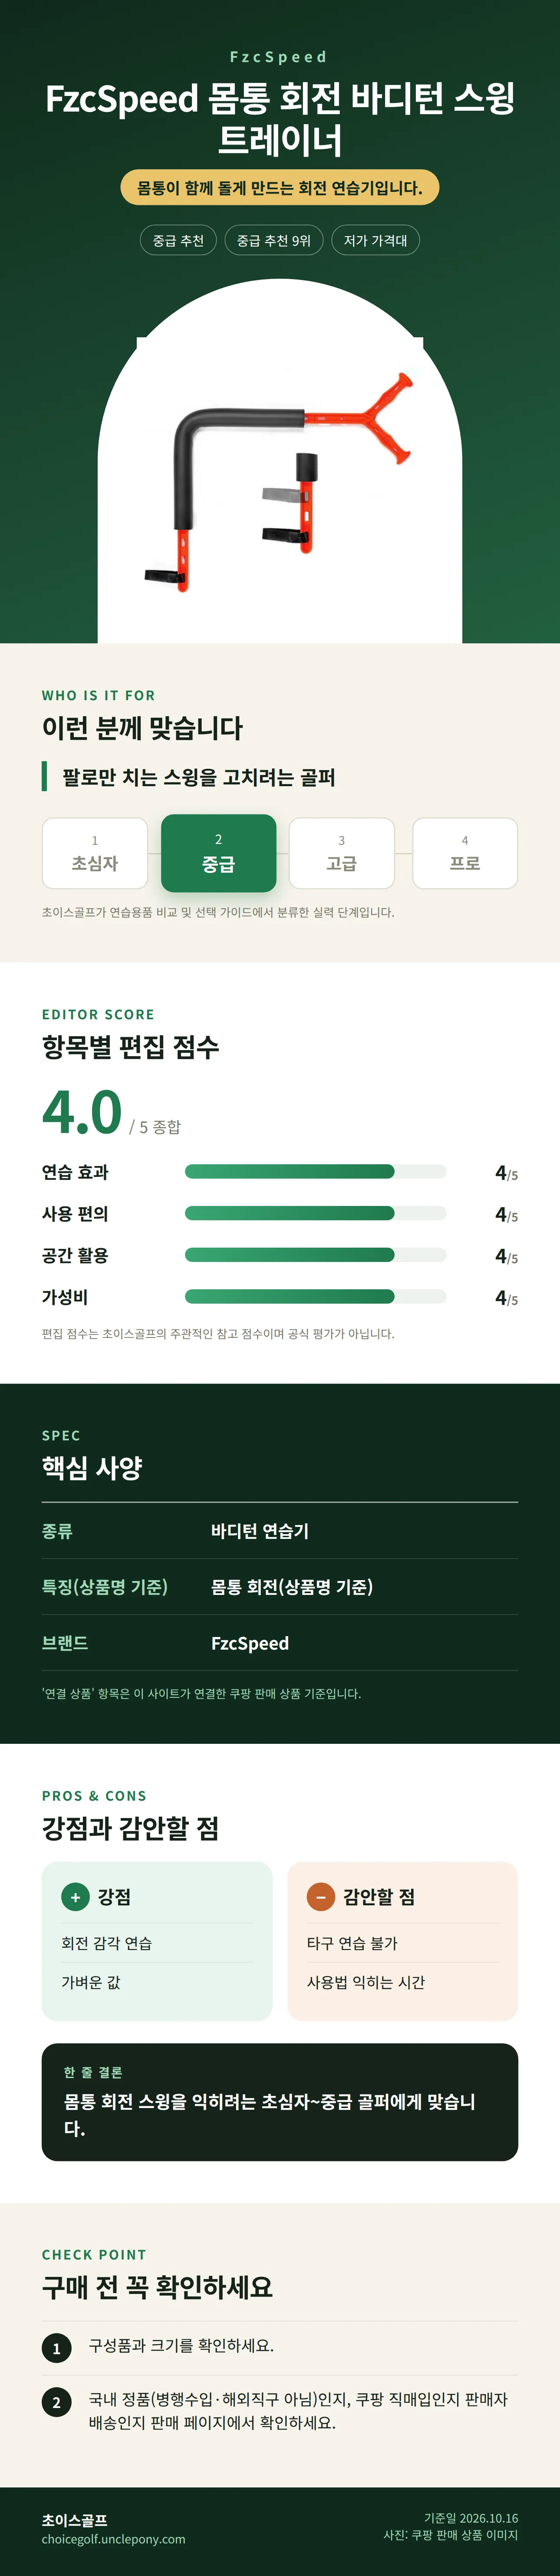 FzcSpeed
FzcSpeed 몸통 회전 바디턴 스윙
트레이너
몸통이 함께 돌게 만드는 회전 연습기입니다.
중급 추천
중급 추천 9위
저가 가격대
WHO IS IT FOR
이런 분께 맞습니다
팔로만 치는 스윙을 고치려는 골퍼
1
초심자
2
중급
3
고급
4
프로
초이스골프가 연습용품 비교 및 선택 가이드에서 분류한 실력 단계입니다.
EDITOR SCORE
항목별 편집 점수
4.0 / 5 종합
연습 효과 4/5
사용 편의 4/5
공간 활용 4/5
가성비 4/5
편집 점수는 초이스골프의 주관적인 참고 점수이며 공식 평가가 아닙니다.
SPEC
핵심 사양
종류 바디턴 연습기
특징(상품명 기준) 몸통 회전(상품명 기준)
브랜드 FzcSpeed
'연결 상품' 항목은 이 사이트가 연결한 쿠팡 판매 상품 기준입니다.
PROS & CONS
강점과 감안할 점
+ 강점
회전 감각 연습
가벼운 값
− 감안할 점
타구 연습 불가
사용법 익히는 시간
한 줄 결론
몸통 회전 스윙을 익히려는 초심자~중급 골퍼에게 맞습니
다.
CHECK POINT
구매 전 꼭 확인하세요
1 구성품과 크기를 확인하세요.
2 국내 정품(병행수입·해외직구 아님)인지, 쿠팡 직매입인지 판매자
배송인지 판매 페이지에서 확인하세요.
초이스골프
choicegolf.unclepony.com
기준일 2026.10.16
사진: 쿠팡 판매 상품 이미지